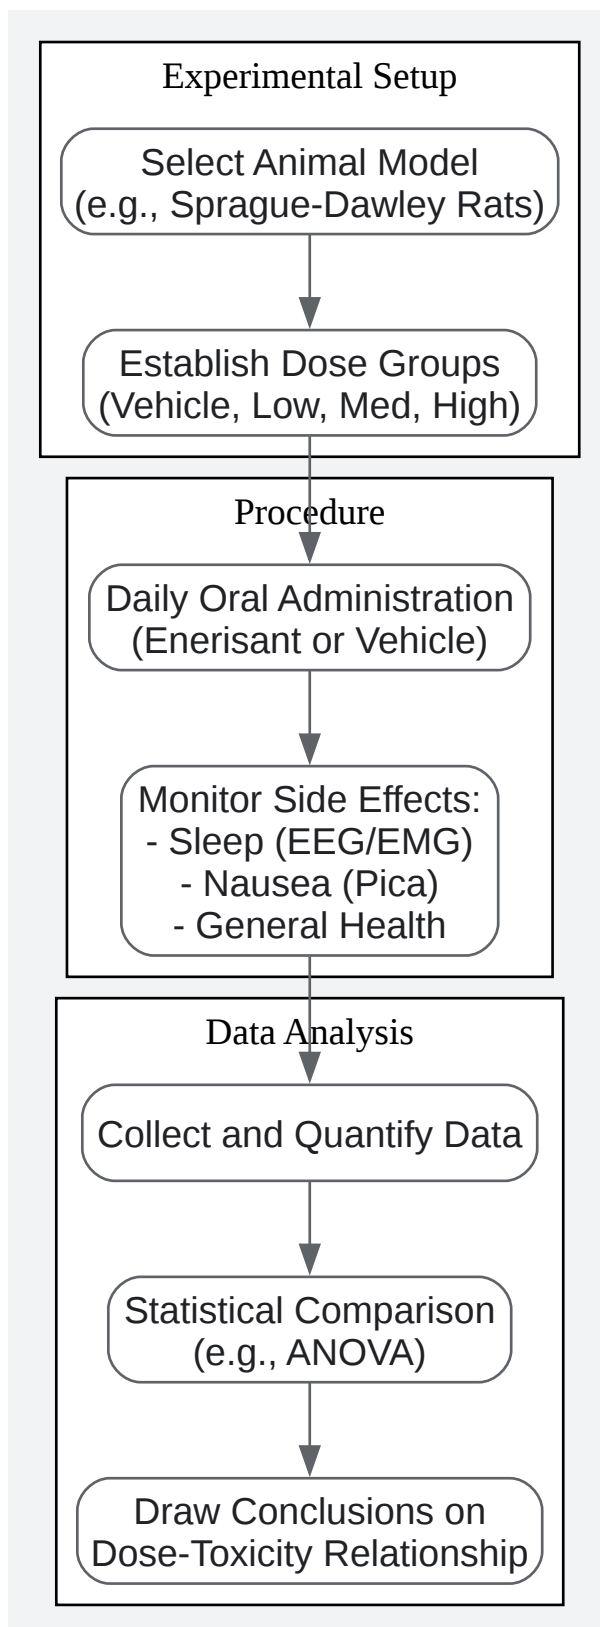 Experimental Setup
Select Animal Model
(e.g., Sprague-Dawley Rats)
Establish Dose Groups
(Vehicle, Low, Med, High)
Procedure
Daily Oral Administration
(Enerisant or Vehicle)
Monitor Side Effects:
- Sleep (EEG/EMG)
- Nausea (Pica)
- General Health
Data Analysis
Collect and Quantify Data
Statistical Comparison
(e.g., ANOVA)
Draw Conclusions on
Dose-Toxicity Relationship